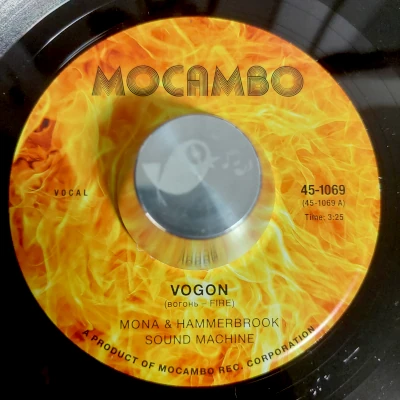 MOCAMBO
VOCAL
45-1069
(45-1069 A)
Time: 3:25
VOGON
(вогонь - FIRE)
MONA & HAMMERBROOK
SOUND MACHINE
A PRODUCT OF MOCAMBO REC. CORPORATION